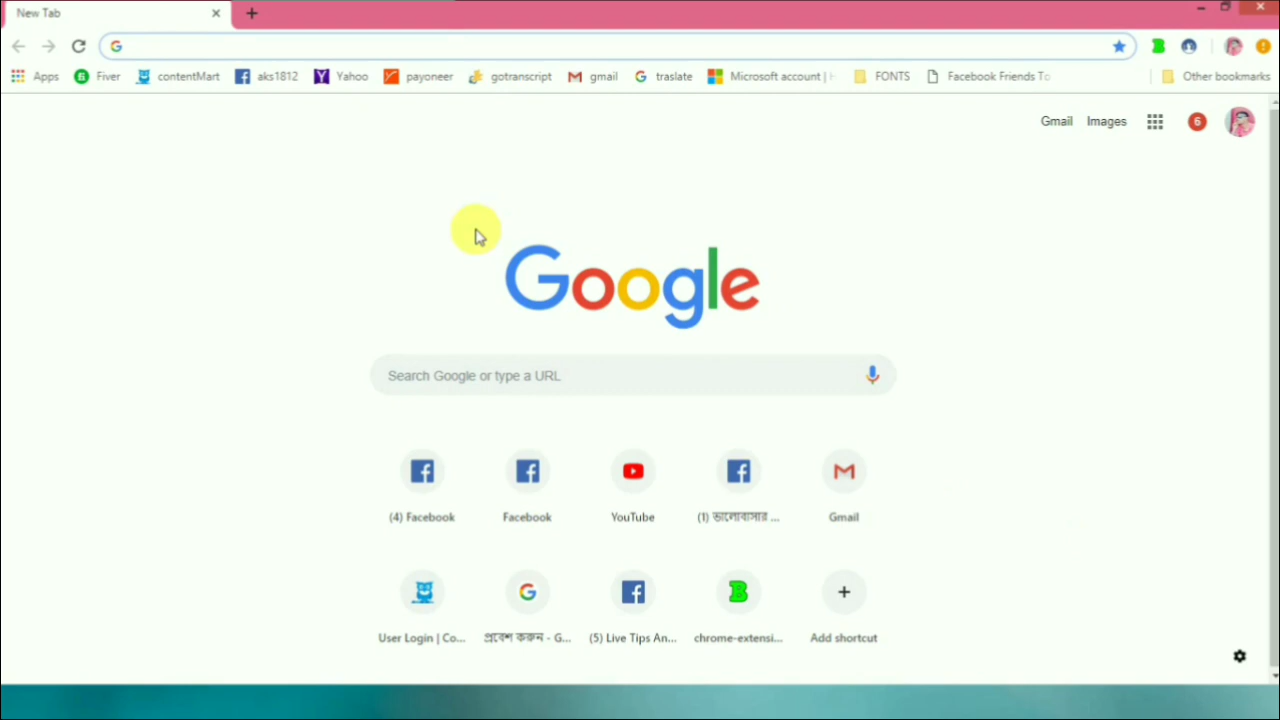 New Tab
Apps Fiver contentMart aks1812 Yahoo payoneer gotranscript gmail traslate Microsoft account | Facebook Friends To Other bookmarks
FONTS
Gmail Images 6
Google
Search Google or type a URL
(4) Facebook Facebook YouTube (1) ভালোবাসার ... Gmail
User Login | Co... প্রবেশ করুন - G... (5) Live Tips An... chrome-extensi... Add shortcut